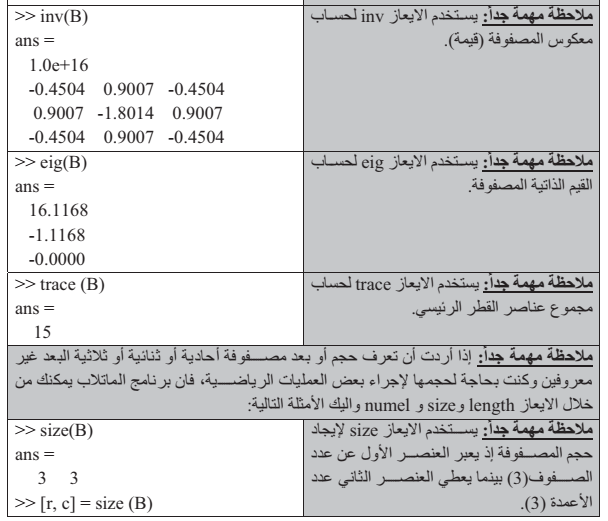 ملاحظة مهمة جداً: يستخدم الايعاز inv لحساب
معكوس المصفوفة (قيمة).
>> inv(B)
ans =
1.0e+16
-0.4504 0.9007 -0.4504
0.9007 -1.8014 0.9007
-0.4504 0.9007 -0.4504
ملاحظة مهمة جداً: يستخدم الايعاز eig لحساب
القيم الذاتية المصفوفة.
>> eig(B)
ans =
16.1168
-1.1168
-0.0000
ملاحظة مهمة جداً: يستخدم الايعاز trace لحساب
مجموع عناصر القطر الرئيسي.
>> trace (B)
ans =
15
ملاحظة مهمة جداً: إذا أردت أن تعرف حجم أو بعد مصفوفة أحادية أو ثنائية أو ثلاثية البعد غير
معروفين وكنت بحاجة لحجمها لإجراء بعض العمليات الرياضية، فان برنامج الماتلاب يمكنك من
خلال الايعاز length وsize و numel واليك الأمثلة التالية:
ملاحظة مهمة جداً: يستخدم الايعاز size لإيجاد
حجم المصفوفة إذ يعبر العنصر الأول عن عدد
الصفوف(3) بينما يعطي العنصر الثاني عدد
الأعمدة (3).
>> size(B)
ans =
3 3
>> [r, c] = size (B)